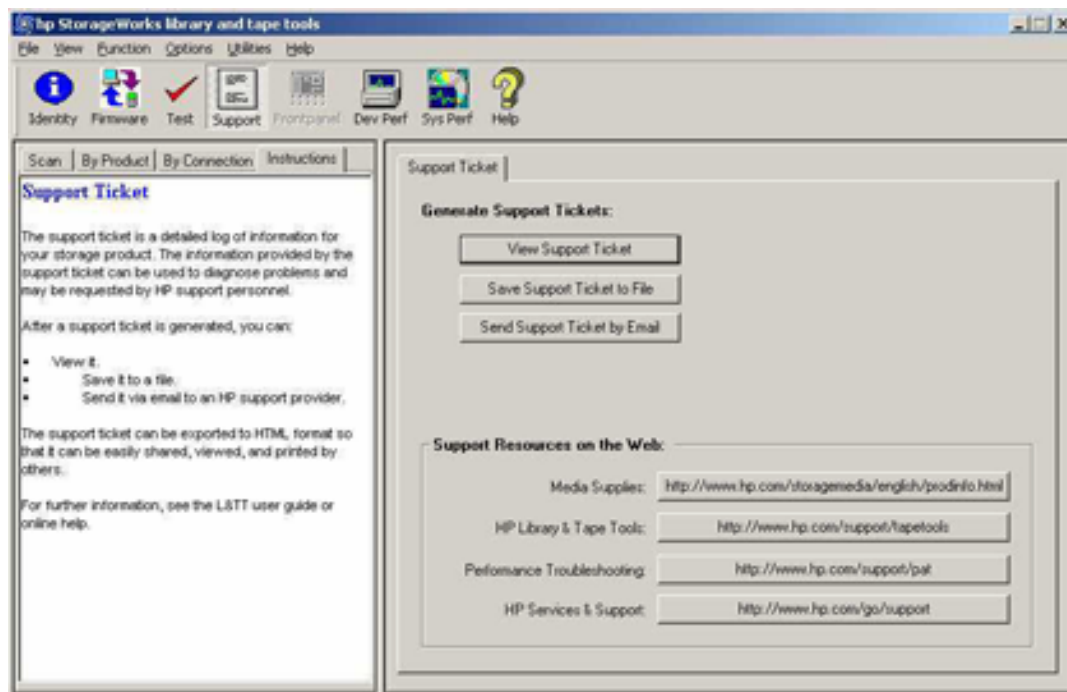 hp StorageWorks library and tape tools
File View Function Options Utilities Help
Identity Firmware Test Support Frontpanel Dev Perf Sys Perf Help
Scan By Product By Connection Instructions
Support Ticket
The support ticket is a detailed log of information for
your storage product. The information provided by the
support ticket can be used to diagnose problems and
may be requested by HP support personnel.
After a support ticket is generated, you can:
• View it.
• Save it to a file.
• Send it via email to an HP support provider.
The support ticket can be exported to HTML format so
that it can be easily shared, viewed, and printed by
others.
For further information, see the L&TT user guide or
online help.
Support Ticket
Generate Support Tickets:
View Support Ticket
Save Support Ticket to File
Send Support Ticket by Email
Support Resources on the Web:
Media Supplies: http://www.hp.com/storagemedia/english/prodinfo.html
HP Library & Tape Tools: http://www.hp.com/support/tapetools
Performance Troubleshooting: http://www.hp.com/support/pat
HP Services & Support: http://www.hp.com/go/support